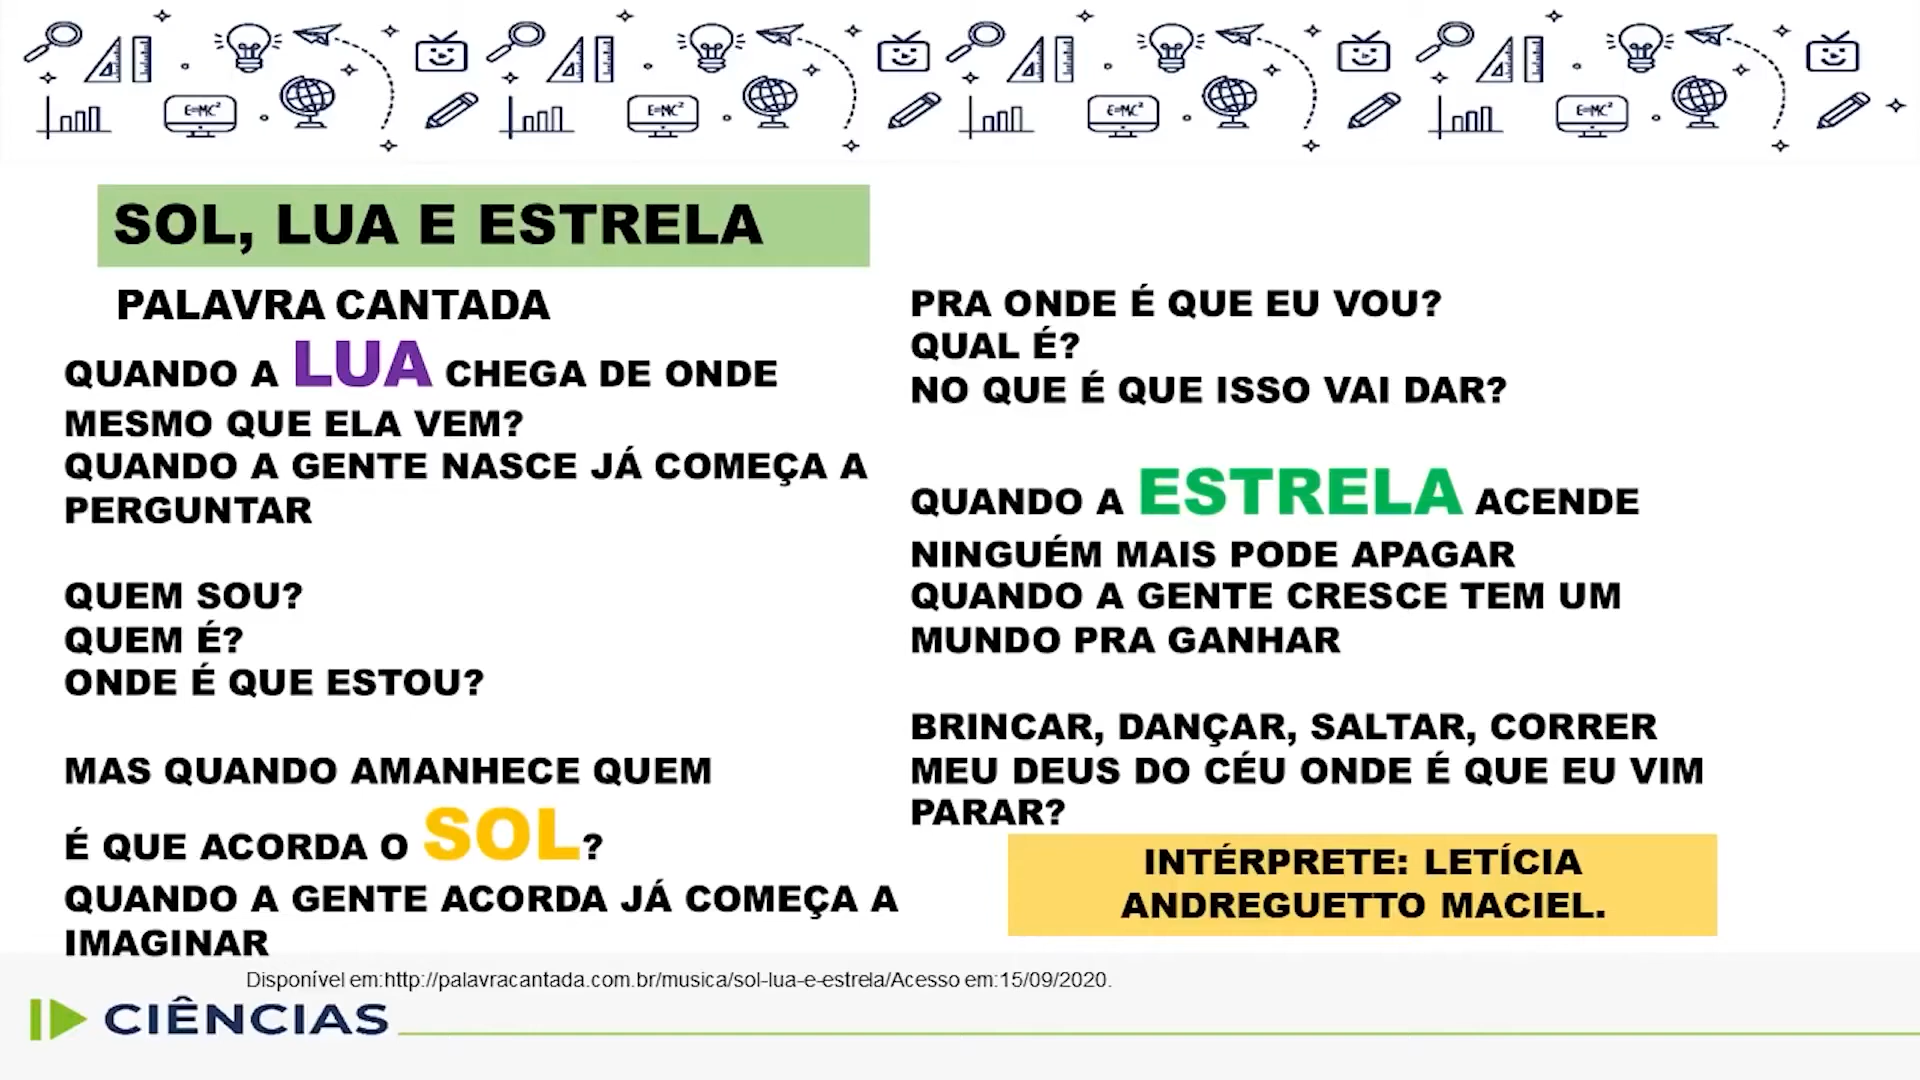 E=MC²
E=MC²
E=MC²
E=MC²
SOL, LUA E ESTRELA
PALAVRA CANTADA
QUANDO A LUA CHEGA DE ONDE
MESMO QUE ELA VEM?
QUANDO A GENTE NASCE JÁ COMEÇA A
PERGUNTAR
QUEM SOU?
QUEM É?
ONDE É QUE ESTOU?
MAS QUANDO AMANHECE QUEM
É QUE ACORDA O SOL?
QUANDO A GENTE ACORDA JÁ COMEÇA A
IMAGINAR
PRA ONDE É QUE EU VOU?
QUAL É?
NO QUE É QUE ISSO VAI DAR?
QUANDO A ESTRELA ACENDE
NINGUÉM MAIS PODE APAGAR
QUANDO A GENTE CRESCE TEM UM
MUNDO PRA GANHAR
BRINCAR, DANÇAR, SALTAR, CORRER
MEU DEUS DO CÉU ONDE É QUE EU VIM
PARAR?
INTÉRPRETE: LETÍCIA
ANDREGUETTO MACIEL.
Disponível em:http://palavracantada.com.br/musica/sol-lua-e-estrela/Acesso em:15/09/2020.
CIÊNCIAS